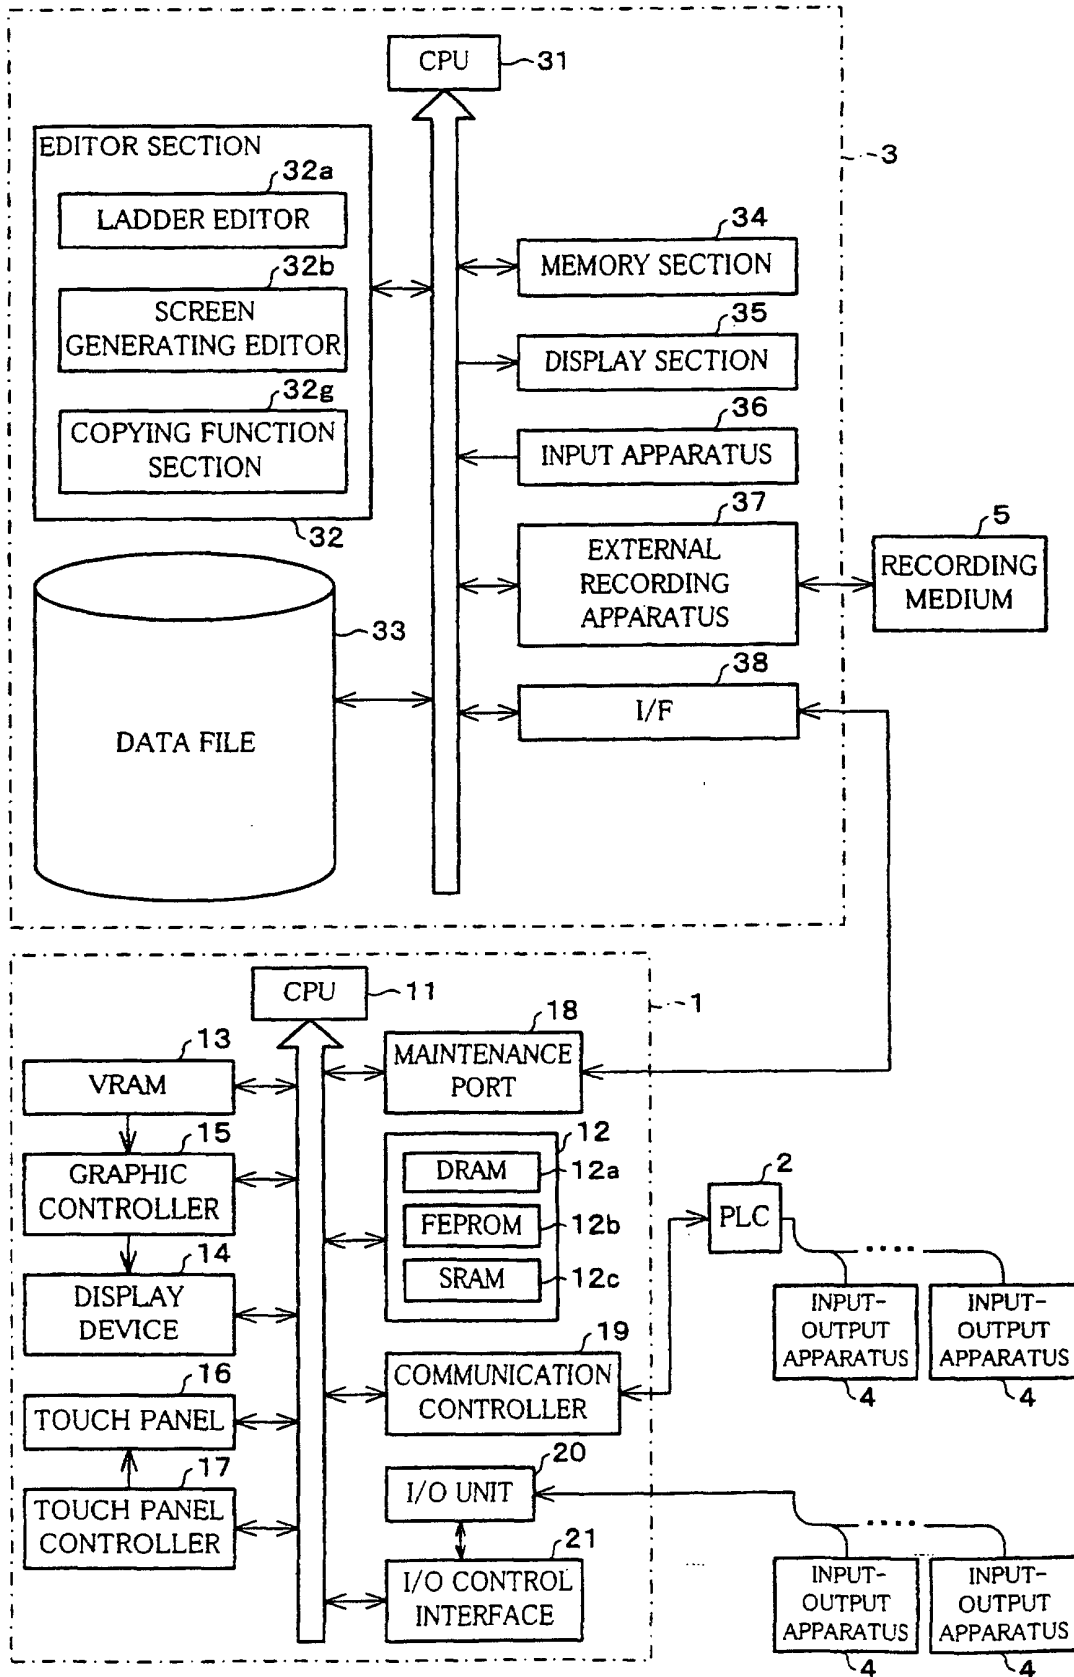 CPU 31
EDITOR SECTION
32a
LADDER EDITOR
32b
SCREEN
GENERATING EDITOR
32g
COPYING FUNCTION
SECTION
32
33
DATA FILE
3
34
MEMORY SECTION
35
DISPLAY SECTION
36
INPUT APPARATUS
37
EXTERNAL
RECORDING
APPARATUS
5
RECORDING
MEDIUM
38
I/F
CPU 11
1
13
VRAM
15
GRAPHIC
CONTROLLER
14
DISPLAY
DEVICE
16
TOUCH PANEL
17
TOUCH PANEL
CONTROLLER
18
MAINTENANCE
PORT
12
DRAM 12a
FEPROM 12b
SRAM 12c
19
COMMUNICATION
CONTROLLER
20
I/O UNIT
21
I/O CONTROL
INTERFACE
2
PLC
....
INPUT-
OUTPUT
APPARATUS
4
INPUT-
OUTPUT
APPARATUS
4
....
INPUT-
OUTPUT
APPARATUS
4
INPUT-
OUTPUT
APPARATUS
4